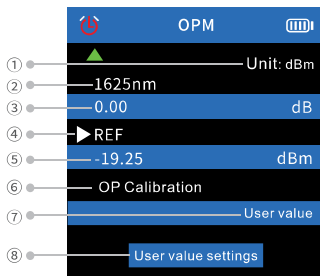 OPM
① Unit: dBm
② 1625nm
③ 0.00 dB
④ REF
⑤ -19.25 dBm
⑥ OP Calibration
⑦ User value
⑧ User value settings